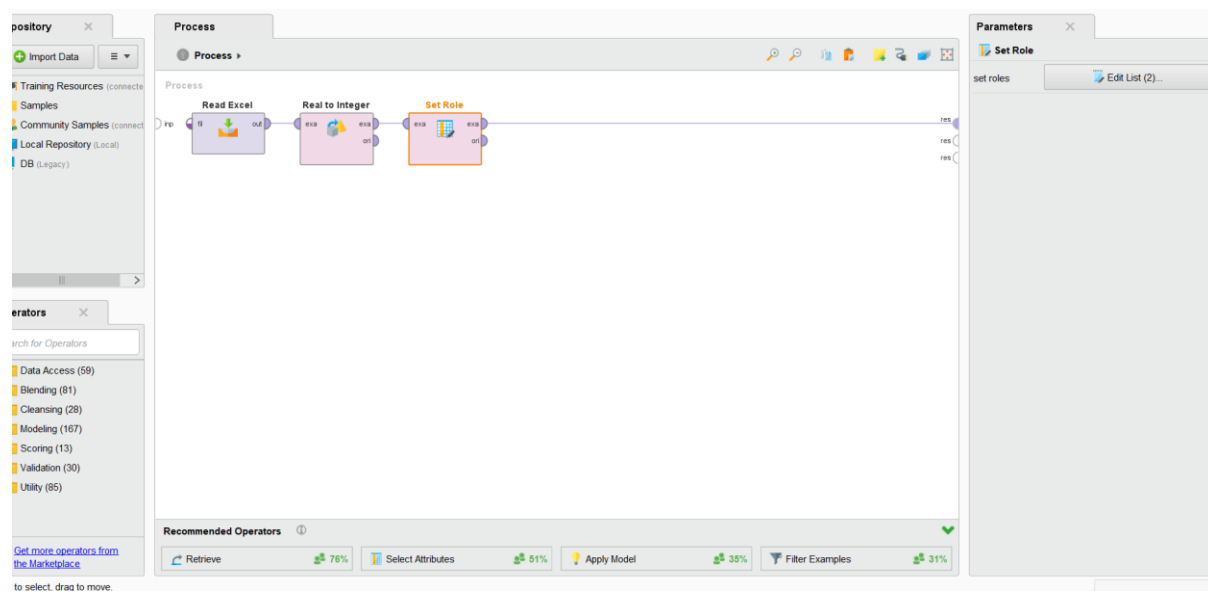 pository
Import Data
Training Resources (connecte
Samples
Community Samples (connect
Local Repository (Local)
DB (Legacy)
erators
arch for Operators
Data Access (59)
Blending (81)
Cleansing (28)
Modeling (167)
Scoring (13)
Validation (30)
Utility (85)
Get more operators from
the Marketplace
to select, drag to move.
Process
Process
Process
Read Excel
Real to Integer
Set Role
inp
fil
out
exa
exa
ori
exa
exa
ori
res
res
res
Recommended Operators
Retrieve
76%
Select Attributes
51%
Apply Model
35%
Filter Examples
31%
Parameters
Set Role
set roles
Edit List (2)...